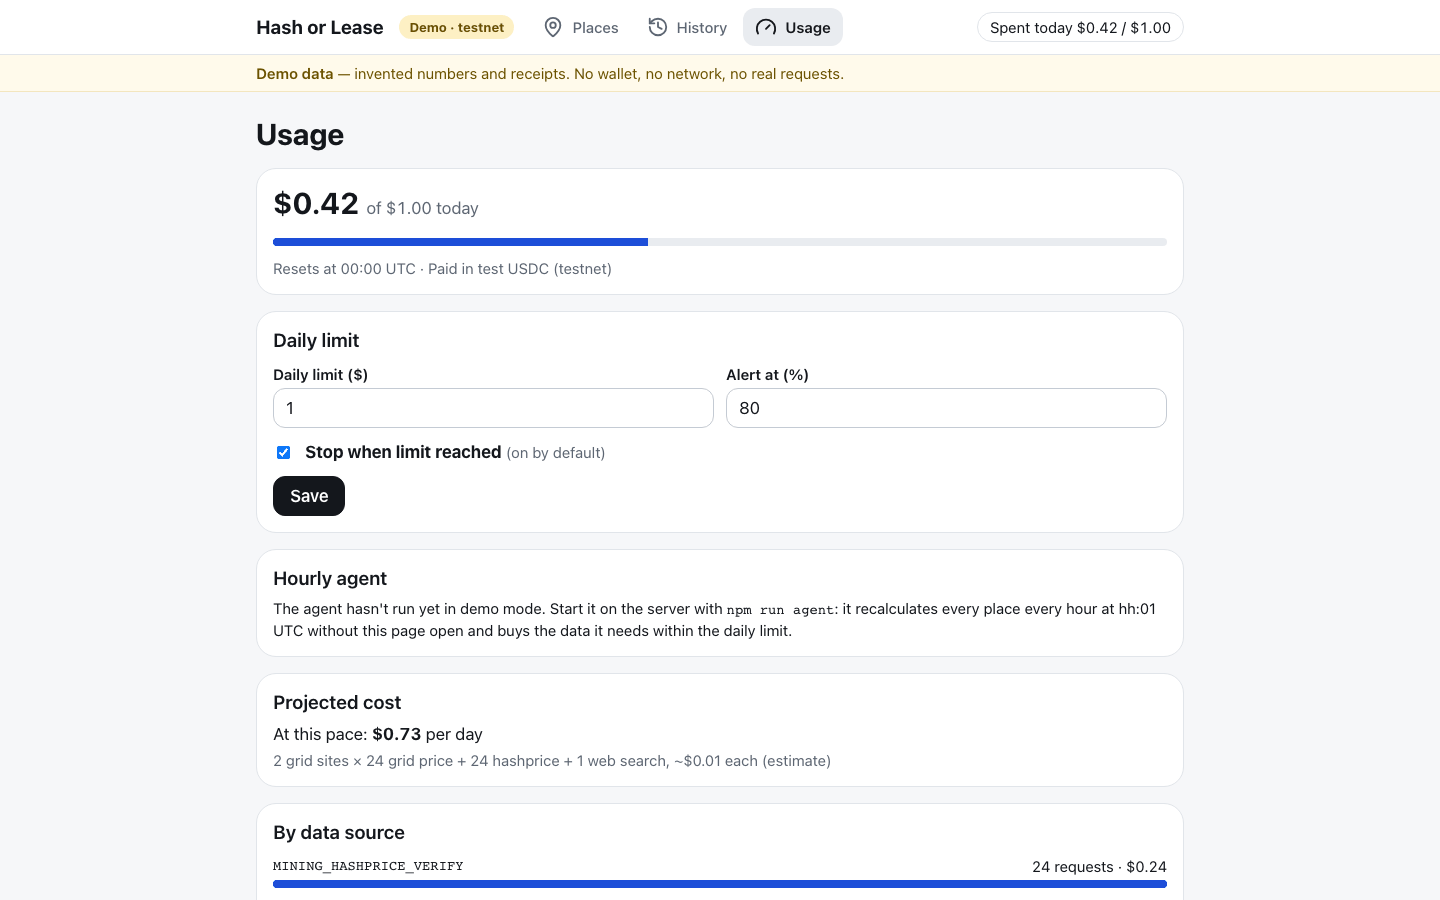 Hash or Lease
Demo · testnet
Places
History
Usage
Spent today $0.42 / $1.00
Demo data — invented numbers and receipts. No wallet, no network, no real requests.
Usage
$0.42 of $1.00 today
Resets at 00:00 UTC · Paid in test USDC (testnet)
Daily limit
Daily limit ($)
Alert at (%)
1
80
Stop when limit reached (on by default)
Save
Hourly agent
The agent hasn't run yet in demo mode. Start it on the server with npm run agent: it recalculates every place every hour at hh:01
UTC without this page open and buys the data it needs within the daily limit.
Projected cost
At this pace: $0.73 per day
2 grid sites × 24 grid price + 24 hashprice + 1 web search, ~$0.01 each (estimate)
By data source
MINING_HASHPRICE_VERIFY
24 requests · $0.24